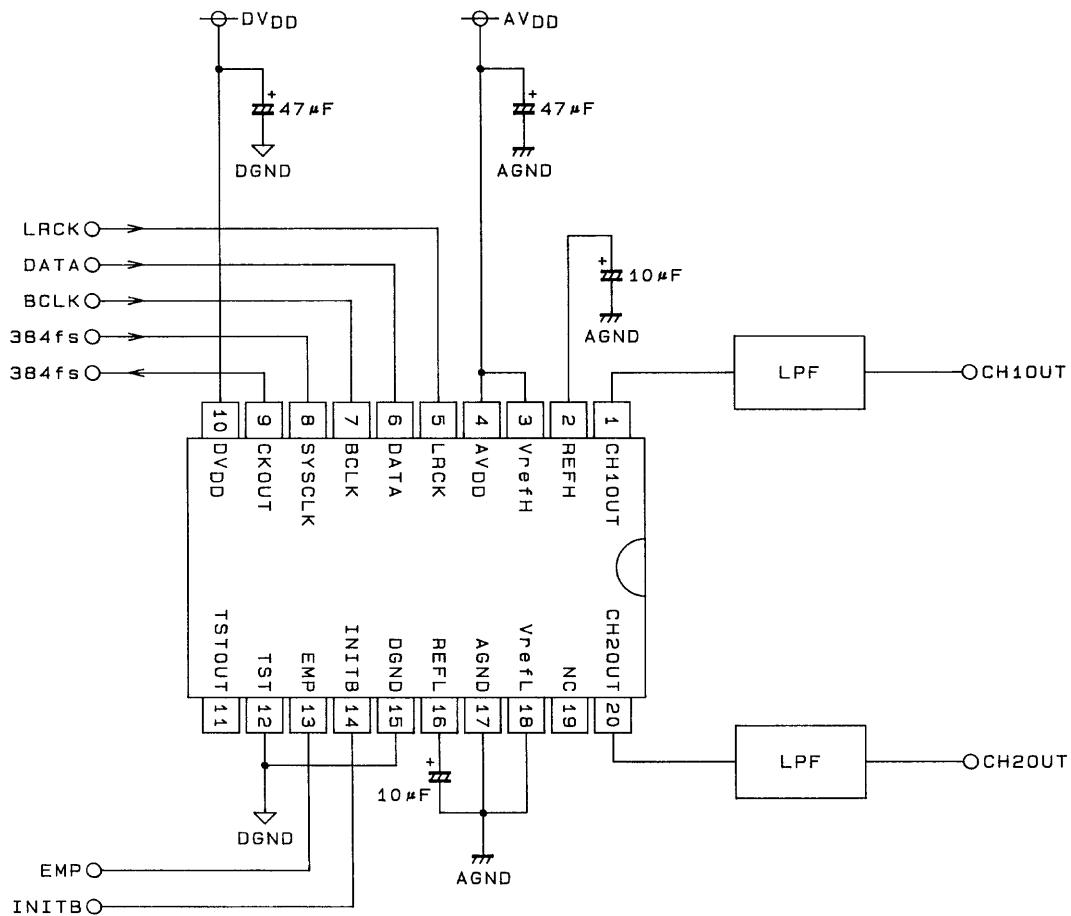 DVDD
AVDD
+
47μF
+
47μF
DGND
AGND
LRCK
DATA
BCLK
384fs
384fs
+
10μF
AGND
LPF
CH1OUT
10
9
8
7
6
5
4
3
2
1
DVDD
CKOUT
SYSCLK
BCLK
DATA
LRCK
AVDD
VrefH
REFH
CH1OUT
TSTOUT
TST
EMP
INITB
DGND
REFL
AGND
VrefL
NC
CH2OUT
11
12
13
14
15
16
17
18
19
20
+
10μF
LPF
CH2OUT
DGND
AGND
EMP
INITB